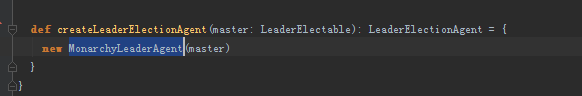 def createLeaderElectionAgent(master: LeaderElectable): LeaderElectionAgent = {
new MonarchyLeaderAgent(master)
}
}